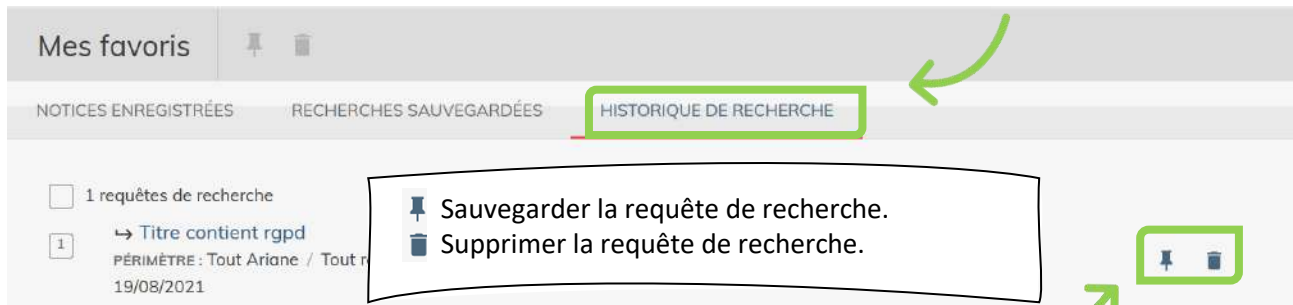 Mes favoris
NOTICES ENREGISTRÉES RECHERCHES SAUVEGARDÉES HISTORIQUE DE RECHERCHE
1 requêtes de recherche
Sauvegarder la requête de recherche.
Supprimer la requête de recherche.
1 ↪ Titre contient rgpd
PÉRIMÈTRE : Tout Ariane / Tout
19/08/2021